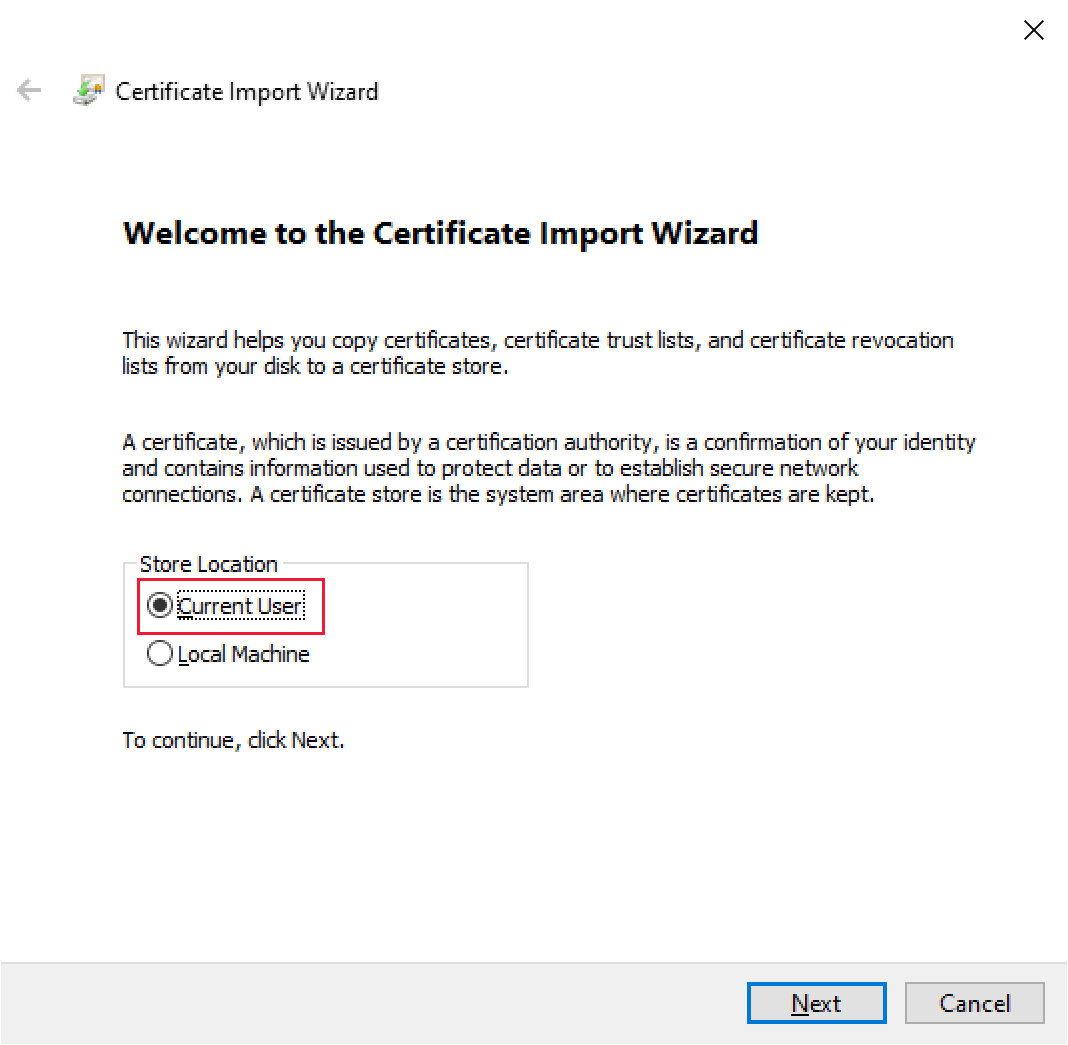 Certificate Import Wizard
Welcome to the Certificate Import Wizard
This wizard helps you copy certificates, certificate trust lists, and certificate revocation
lists from your disk to a certificate store.
A certificate, which is issued by a certification authority, is a confirmation of your identity
and contains information used to protect data or to establish secure network
connections. A certificate store is the system area where certificates are kept.
Store Location
Current User
Local Machine
To continue, click Next.
Next Cancel